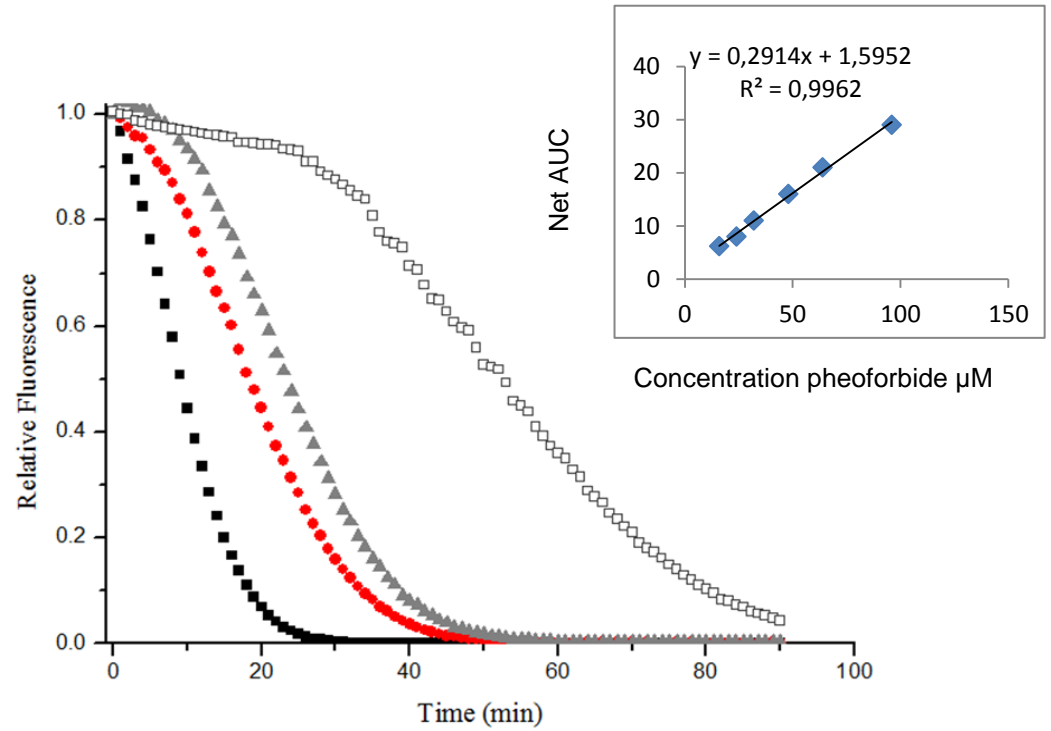 y = 0,2914x + 1,5952
R² = 0,9962
40
30
20
10
0
0 50 100 150
Net AUC
Concentration pheoforbide µM
1.0
0.8
0.6
0.4
0.2
0.0
0 20 40 60 80 100
Relative Fluorescence
Time (min)